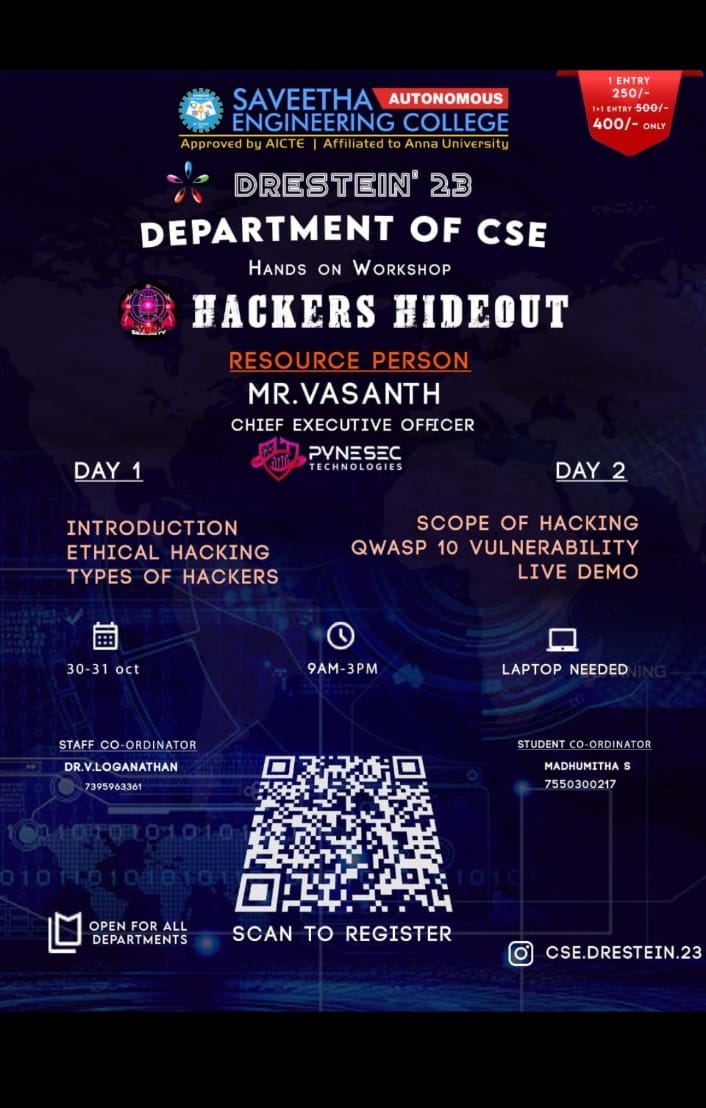 1 ENTRY
250/-
1+1 ENTRY 500/-
400/- ONLY
SAVEETHA AUTONOMOUS
ENGINEERING COLLEGE
Approved by AICTE | Affiliated to Anna University
DRESTEIN' 23
DEPARTMENT OF CSE
HANDS ON WORKSHOP
HACKERS HIDEOUT
RESOURCE PERSON
MR.VASANTH
CHIEF EXECUTIVE OFFICER
PYNESEC
TECHNOLOGIES
DAY 1
INTRODUCTION
ETHICAL HACKING
TYPES OF HACKERS
DAY 2
SCOPE OF HACKING
QWASP 10 VULNERABILITY
LIVE DEMO
30-31 oct
9AM-3PM
LAPTOP NEEDED
STAFF CO-ORDINATOR
DR.V.LOGANATHAN
7395963361
STUDENT CO-ORDINATOR
MADHUMITHA S
7550300217
OPEN FOR ALL
DEPARTMENTS
SCAN TO REGISTER
CSE.DRESTEIN.23